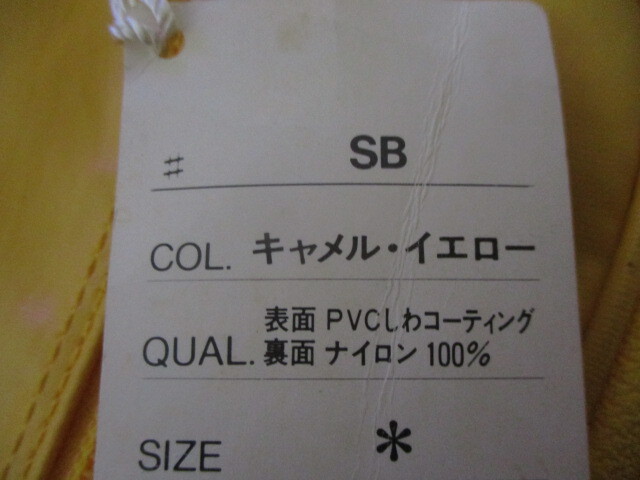 # SB
COL. キャメル・イエロー
表面 PVCしわコーティング
QUAL. 裏面 ナイロン 100%
SIZE *